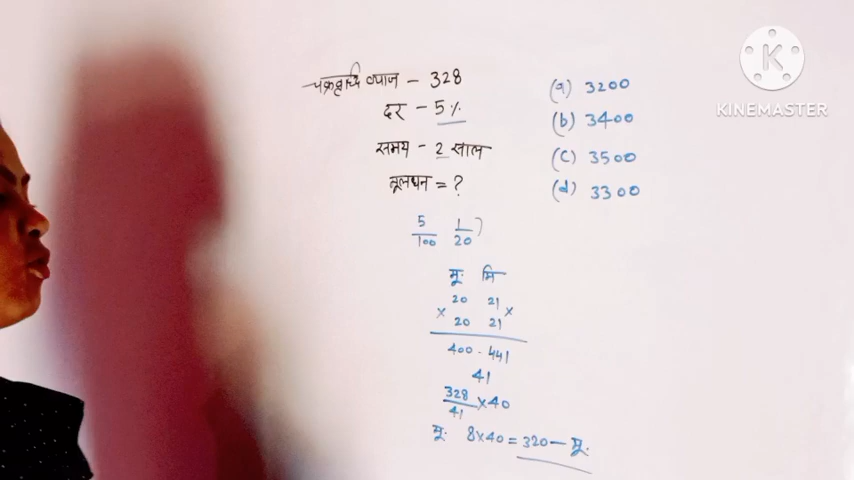 चक्रवृद्धि व्याज - 328
दर - 5%
समय - 2 साल
मूलधन = ?
(a) 3200
(b) 3400
(c) 3500
(d) 3300
5/100 1/20)
मू: मि
20 21
× 20 21 ×
400 - 441
41
328/41 × 40
मू: 8×40 = 320 - मू:
K
KINEMASTER